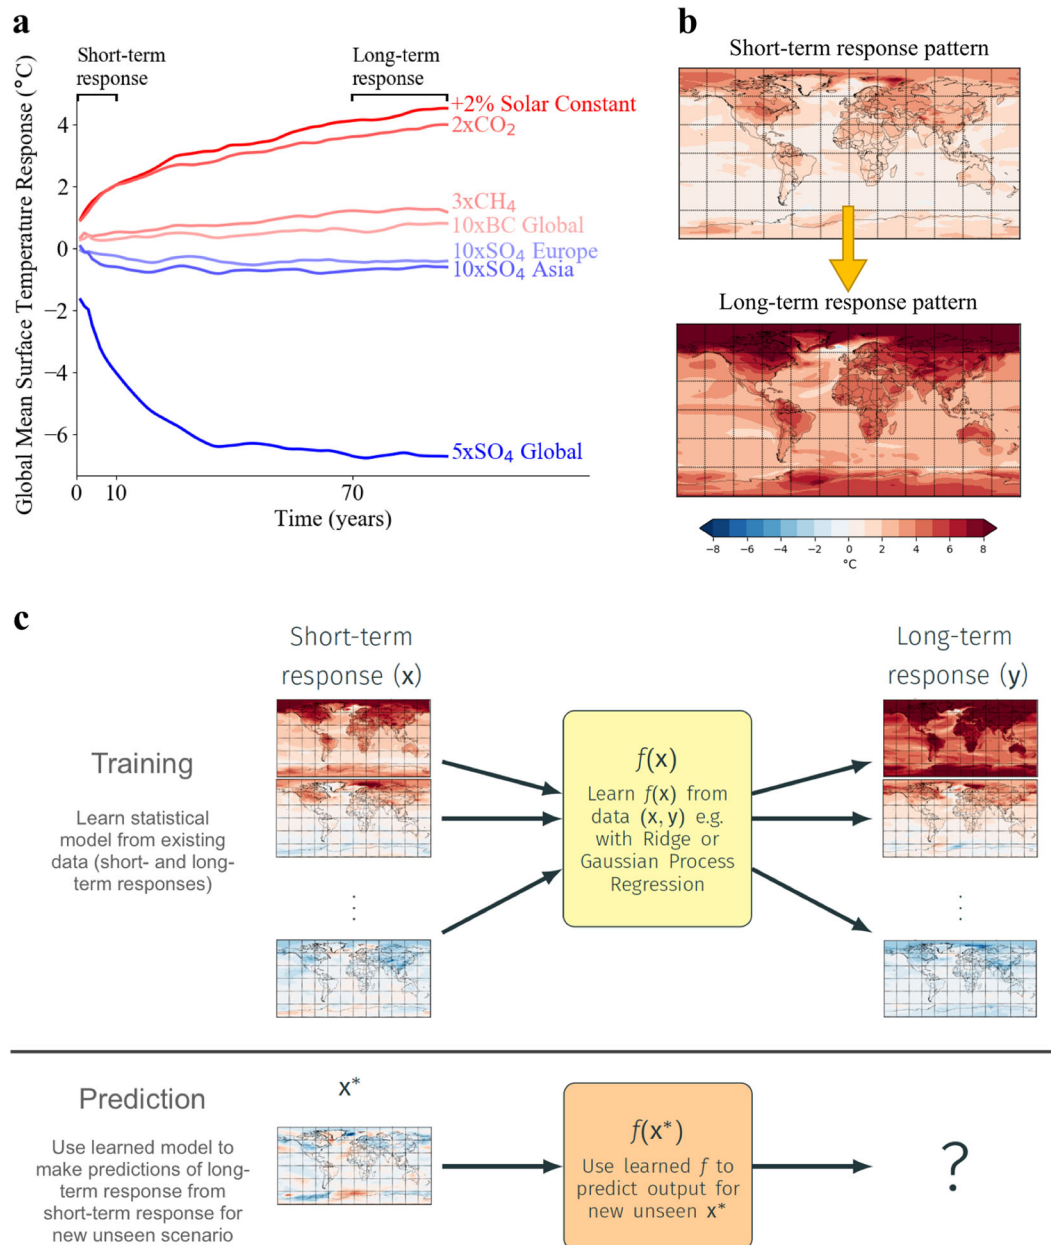 a
Short-term
response
Long-term
response
Global Mean Surface Temperature Response (°C)
4
2
0
−2
−4
−6
+2% Solar Constant
2xCO₂
3xCH₄
10xBC Global
10xSO₄ Europe
10xSO₄ Asia
5xSO₄ Global
0
10
70
Time (years)
b
Short-term response pattern
Long-term response pattern
−8 −6 −4 −2 0 2 4 6 8
°C
c
Short-term
response (x)
Long-term
response (y)
Training
Learn statistical
model from existing
data (short- and long-
term responses)
f(x)
Learn f(x) from
data (x, y) e.g.
with Ridge or
Gaussian Process
Regression
⋮
⋮
Prediction
Use learned model to
make predictions of long-
term response from
short-term response for
new unseen scenario
x*
f(x*)
Use learned f to
predict output for
new unseen x*
?